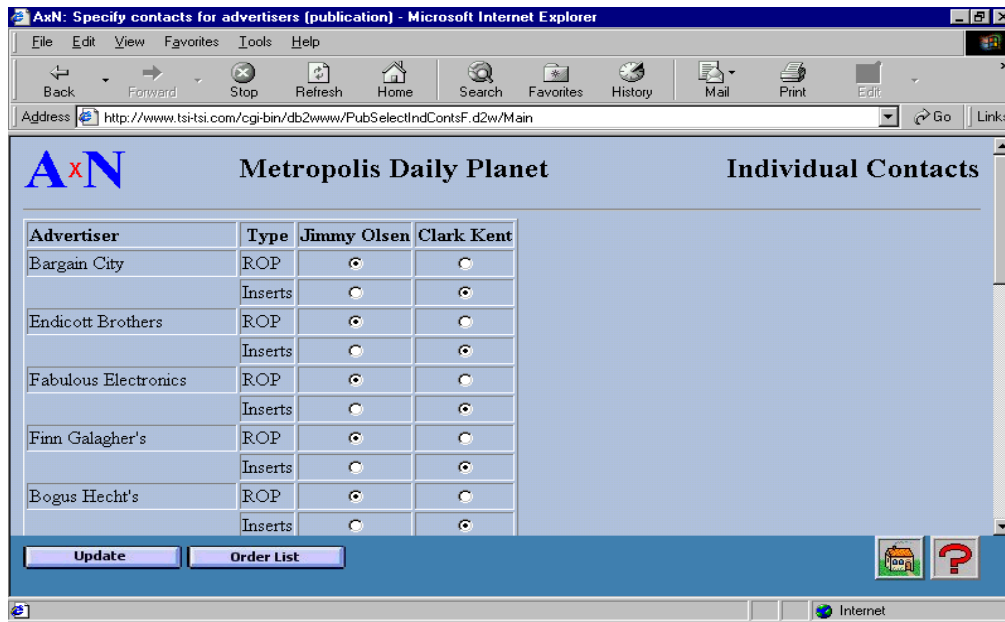 AxN: Specify contacts for advertisers (publication) - Microsoft Internet Explorer
File Edit View Favorites Tools Help
Back Forward Stop Refresh Home Search Favorites History Mail Print Edit
Address http://www.tsi-tsi.com/cgi-bin/db2www/PubSelectIndContsF.d2w/Main Go Links
AxN Metropolis Daily Planet Individual Contacts
Advertiser Type Jimmy Olsen Clark Kent
Bargain City ROP
Inserts
Endicott Brothers ROP
Inserts
Fabulous Electronics ROP
Inserts
Finn Galagher's ROP
Inserts
Bogus Hecht's ROP
Inserts
Update Order List ?
Internet